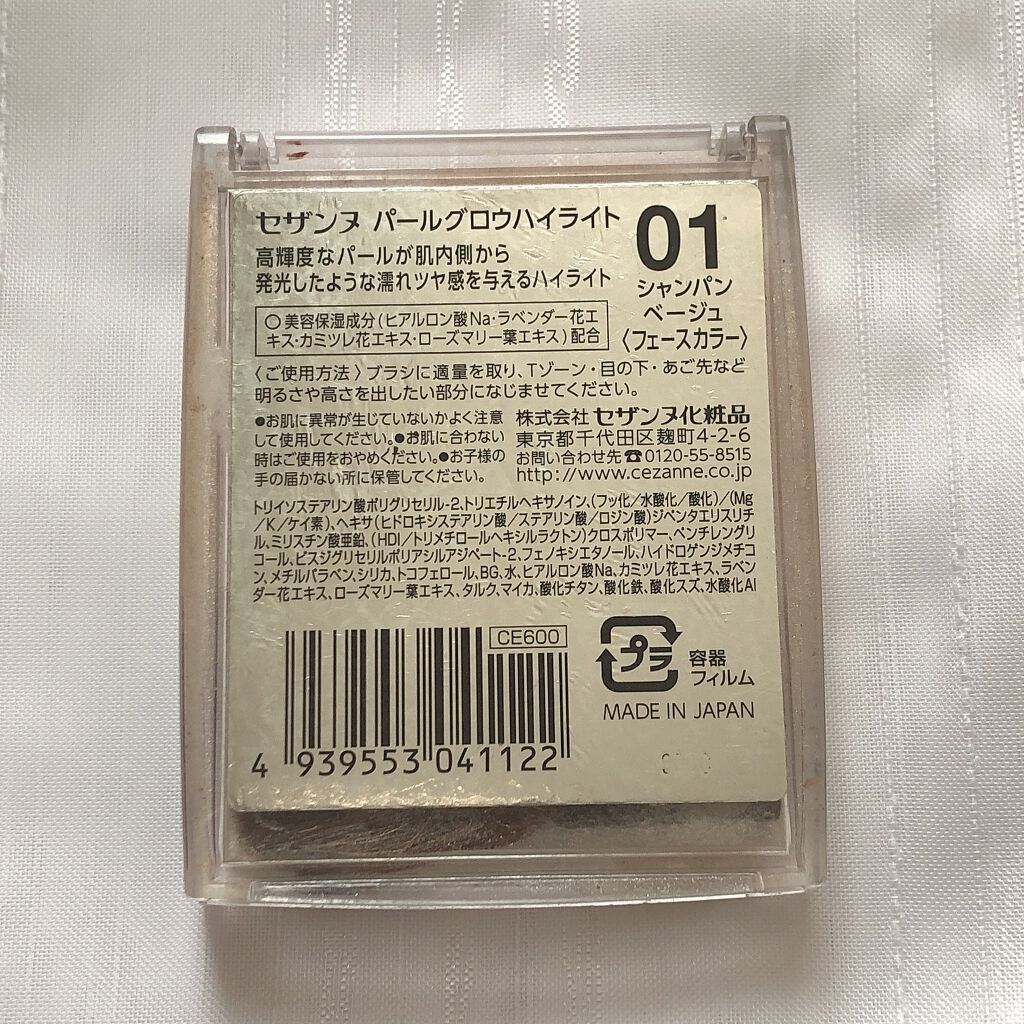 セザンヌ パールグロウハイライト
高輝度なパールが肌内側から
発光したような濡れツヤ感を与えるハイライト
01
シャンパン
ベージュ
〈フェースカラー〉
○美容保湿成分(ヒアルロン酸Na・ラベンダー花エ
キス・カミツレ花エキス・ローズマリー葉エキス)配合
〈ご使用方法〉ブラシに適量を取り、Tゾーン・目の下・あご先など
明るさや高さを出したい部分になじませてください。
●お肌に異常が生じていないかよく注意
して使用してください。●お肌に合わない
時はご使用をおやめください。●お子様の
手の届かない所に保管してください。
株式会社 セザンヌ化粧品
東京都千代田区麹町4-2-6
お問い合わせ先☎0120-55-8515
http://www.cezanne.co.jp
トリイソステアリン酸ポリグリセリル-2、トリエチルヘキサノイン、(フッ化/水酸化/酸化)/(Mg
/K/ケイ素)、ヘキサ(ヒドロキシステアリン酸/ステアリン酸/ロジン酸)ジペンタエリスリチ
ル、ミリスチン酸亜鉛、(HDI/トリメチロールヘキシルラクトン)クロスポリマー、ペンチレングリ
コール、ビスジグリセリルポリアシルアジペート-2、フェノキシエタノール、ハイドロゲンジメチコ
ン、メチルパラベン、シリカ、トコフェロール、BG、水、ヒアルロン酸Na、カミツレ花エキス、ラベン
ダー花エキス、ローズマリー葉エキス、タルク、マイカ、酸化チタン、酸化鉄、酸化スズ、水酸化Al
CE600
プラ
容器
フィルム
MADE IN JAPAN
4 939553 041122